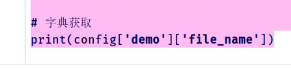 # 字典获取
print(config['demo']['file_name'])